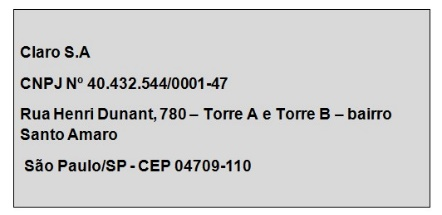 Claro S.A
CNPJ Nº 40.432.544/0001-47
Rua Henri Dunant, 780 – Torre A e Torre B – bairro
Santo Amaro
São Paulo/SP - CEP 04709-110